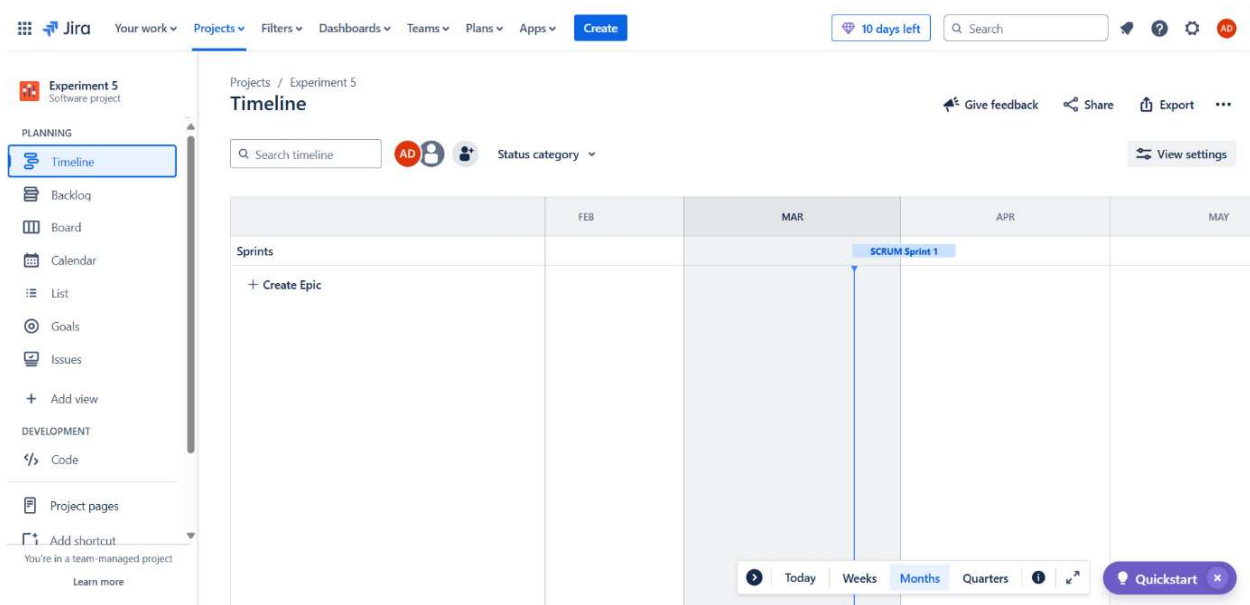 Jira Your work Projects Filters Dashboards Teams Plans Apps Create 10 days left Search AD
Experiment 5
Software project
PLANNING
Timeline
Backlog
Board
Calendar
List
Goals
Issues
Add view
DEVELOPMENT
Code
Project pages
Add shortcut
You're in a team-managed project
Learn more
Projects / Experiment 5
Timeline
Give feedback Share Export
Search timeline AD Status category View settings
FEB MAR APR MAY
Sprints SCRUM Sprint 1
+ Create Epic
Today Weeks Months Quarters Quickstart